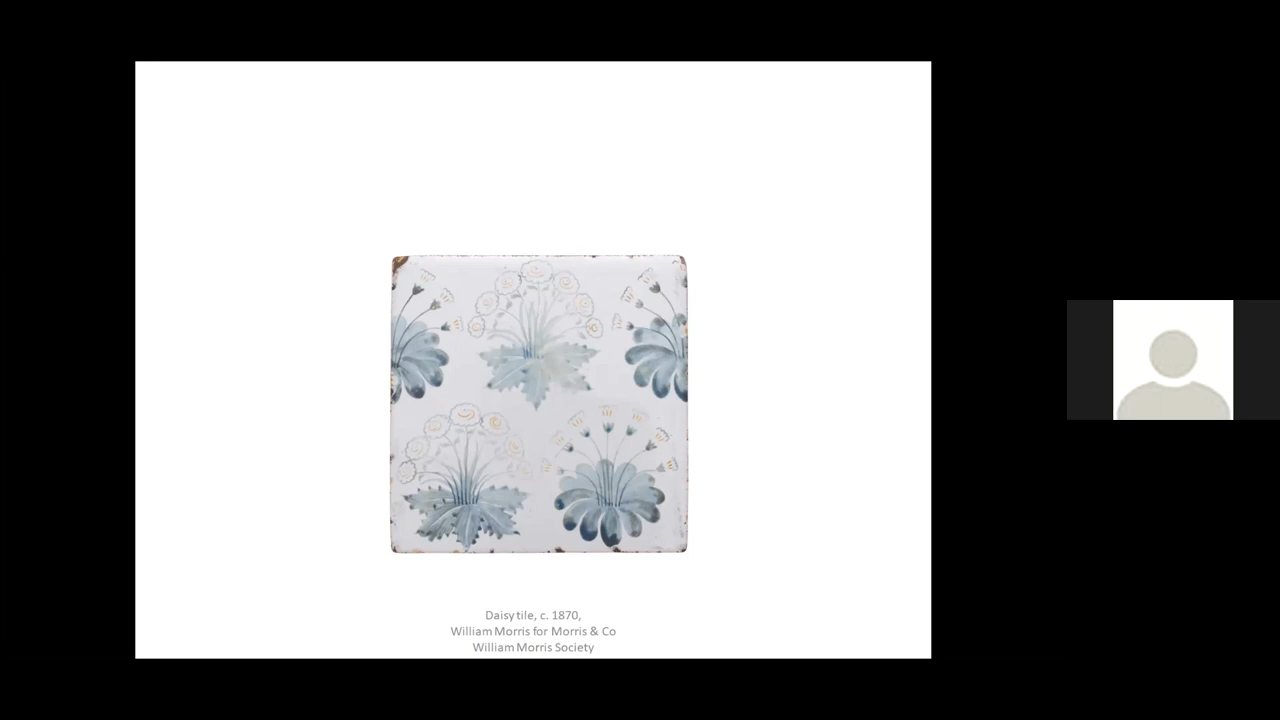 Daisy tile, c. 1870,
William Morris for Morris & Co
William Morris Society